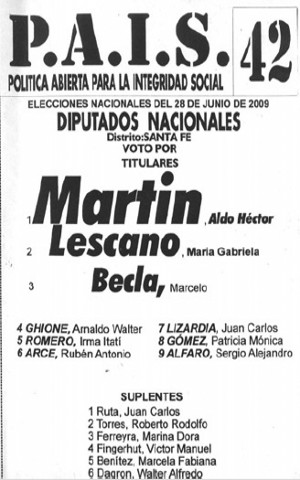 P.A.I.S. 42
POLITICA ABIERTA PARA LA INTEGRIDAD SOCIAL
ELECCIONES NACIONALES DEL 28 DE JUNIO DE 2009
DIPUTADOS NACIONALES
Distrito:SANTA FE
VOTO POR
TITULARES
1 Martin, Aldo Héctor
2 Lescano, Maria Gabriela
3 Becla, Marcelo
4 GHIONE, Arnaldo Walter
5 ROMERO, Irma Itatí
6 ARCE, Rubén Antonio
7 LIZARDIA, Juan Carlos
8 GÓMEZ, Patricia Mónica
9 ALFARO, Sergio Alejandro
SUPLENTES
1 Ruta, Juan Carlos
2 Torres, Roberto Rodolfo
3 Ferreyra, Marina Dora
4 Fingerhut, Víctor Manuel
5 Benítez, Marcela Fabiana
6 Dagron, Walter Alfredo